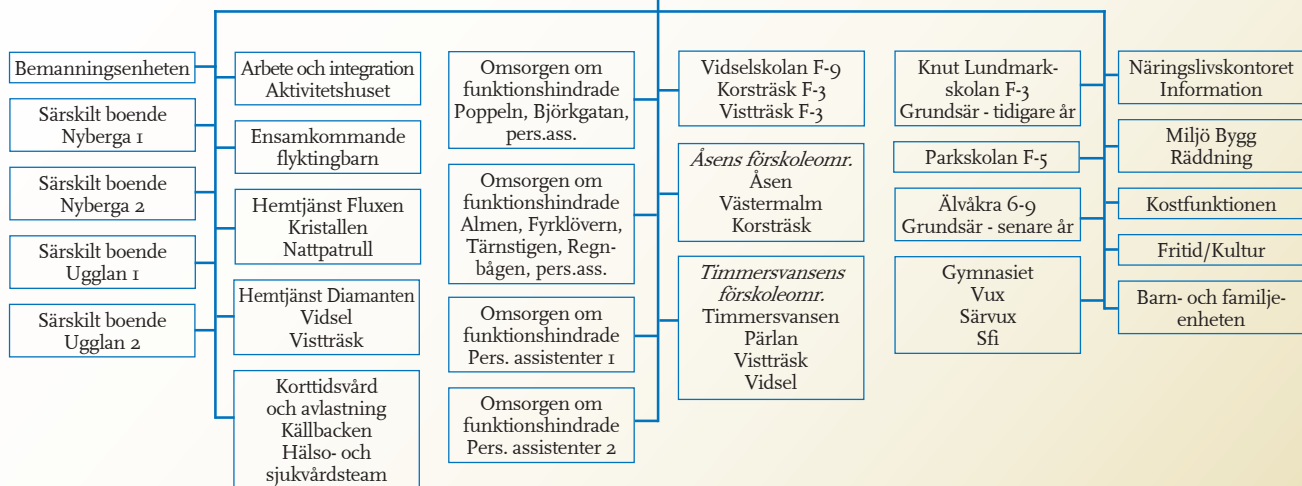 Bemanningsenheten
Särskilt boende
Nyberga 1
Särskilt boende
Nyberga 2
Särskilt boende
Ugglan 1
Särskilt boende
Ugglan 2
Arbete och integration
Aktivitetshuset
Ensamkommande
flyktingbarn
Hemtjänst Fluxen
Kristallen
Nattpatrull
Hemtjänst Diamanten
Vidsel
Vistträsk
Korttidsvård
och avlastning
Källbacken
Hälso- och
sjukvårdsteam
Omsorgen om
funktionshindrade
Poppeln, Björkgatan,
pers.ass.
Omsorgen om
funktionshindrade
Almen, Fyrklövern,
Tärnstigen, Regn-
bågen, pers.ass.
Omsorgen om
funktionshindrade
Pers. assistenter 1
Omsorgen om
funktionshindrade
Pers. assistenter 2
Vidselskolan F-9
Korsträsk F-3
Vistträsk F-3
Åsens förskoleomr.
Åsen
Västermalm
Korsträsk
Timmersvansens
förskoleomr.
Timmersvansen
Pärlan
Vistträsk
Vidsel
Knut Lundmark-
skolan F-3
Grundsär - tidigare år
Parkskolan F-5
Älvåkra 6-9
Grundsär - senare år
Gymnasiet
Vux
Särvux
Sfi
Näringslivskontoret
Information
Miljö Bygg
Räddning
Kostfunktionen
Fritid/Kultur
Barn- och familje-
enheten